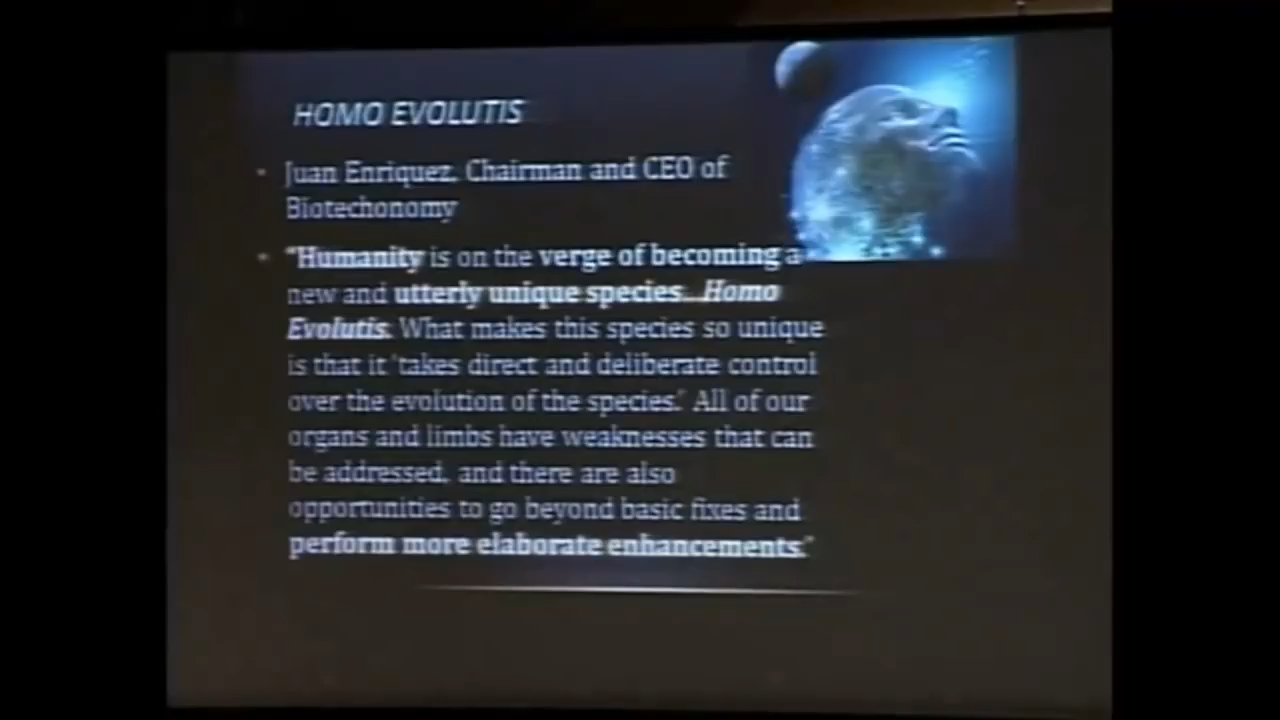 HOMO EVOLUTIS
• Juan Enriquez, Chairman and CEO of
Biotechonomy
• "Humanity is on the verge of becoming a
new and utterly unique species...Homo
Evolutis. What makes this species so unique
is that it 'takes direct and deliberate control
over the evolution of the species.' All of our
organs and limbs have weaknesses that can
be addressed, and there are also
opportunities to go beyond basic fixes and
perform more elaborate enhancements."